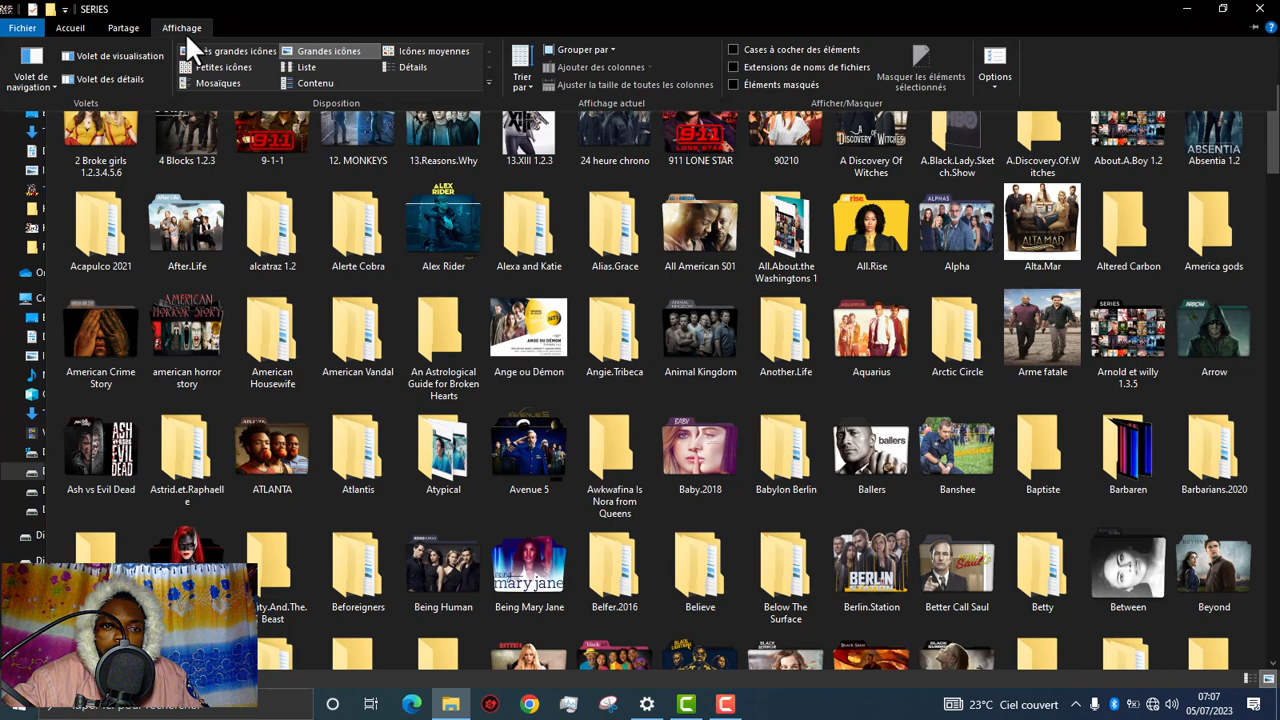 SERIES
Fichier Accueil Partage Affichage
Volet de navigation
Volet de visualisation
Volet des détails
Volets
grandes icônes Grandes icônes Icônes moyennes
Petites icônes Liste Détails
Mosaïques Contenu
Disposition
Trier par
Grouper par
Ajouter des colonnes
Ajuster la taille de toutes les colonnes
Affichage actuel
Cases à cocher des éléments
Extensions de noms de fichiers
Éléments masqués
Masquer les éléments sélectionnés
Afficher/Masquer
Options
2 Broke girls 1.2.3.4.5.6
4 Blocks 1.2.3
9-1-1
12. MONKEYS
13.Reasons.Why
13.XIII 1.2.3
24 heure chrono
911 LONE STAR
90210
A Discovery Of Witches
A.Black.Lady.Sketch.Show
A.Discovery.Of.Witches
About.A.Boy 1.2
Absentia 1.2
Acapulco 2021
After.Life
alcatraz 1.2
Alerte Cobra
Alex Rider
Alexa and Katie
Alias.Grace
All American S01
All.About.the Washingtons 1
All.Rise
Alpha
Alta.Mar
Altered Carbon
America gods
American Crime Story
american horror story
American Housewife
American Vandal
An Astrological Guide for Broken Hearts
Ange ou Démon
Angie.Tribeca
Animal Kingdom
Another.Life
Aquarius
Arctic Circle
Arme fatale
Arnold et willy 1.3.5
Arrow
Ash vs Evil Dead
Astrid.et.Raphaelle
ATLANTA
Atlantis
Atypical
Avenue 5
Awkwafina Is Nora from Queens
Baby.2018
Babylon Berlin
Ballers
Banshee
Baptiste
Barbaren
Barbarians.2020
ty.And.The. Beast
Beforeigners
Being Human
Being Mary Jane
Belfer.2016
Believe
Below The Surface
Berlin.Station
Better Call Saul
Betty
Between
Beyond
23°C Ciel couvert
07:07
05/07/2023